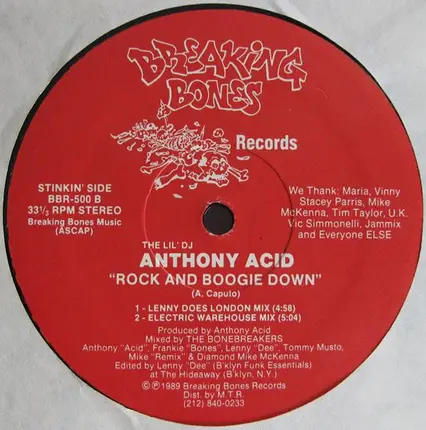 BREAKING
BONES
Records
STINKIN' SIDE
BBR-500 B
33⅓ RPM STEREO
Breaking Bones Music
(ASCAP)
We Thank: Maria, Vinny
Stacey Parris, Mike
McKenna, Tim Taylor, U.K.
Vic Simmonelli, Jammix
and Everyone ELSE
THE LIL' DJ
ANTHONY ACID
"ROCK AND BOOGIE DOWN"
(A. Capulo)
1 - LENNY DOES LONDON MIX (4:58)
2 - ELECTRIC WAREHOUSE MIX (5:04)
Produced by Anthony Acid
Mixed by THE BONEBREAKERS
Anthony "Acid", Frankie "Bones", Lenny "Dee", Tommy Musto,
Mike "Remix" & Diamond Mike McKenna
Edited by Lenny "Dee" (B'klyn Funk Essentials)
at The Hideaway (B'klyn, N.Y.)
©℗ 1989 Breaking Bones Records
Dist. by M.T.R.
(212) 840-0233